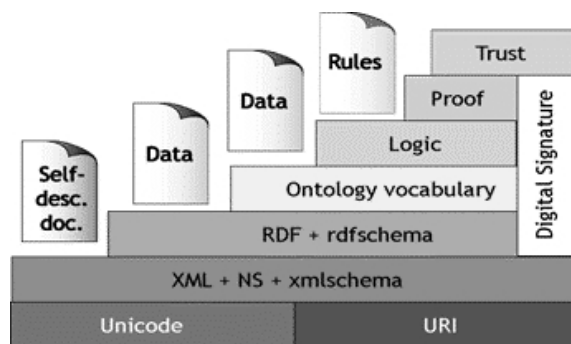 Trust
Rules
Proof
Data
Logic
Digital Signature
Data
Ontology vocabulary
Self-
desc.
doc.
RDF + rdfschema
XML + NS + xmlschema
Unicode
URI